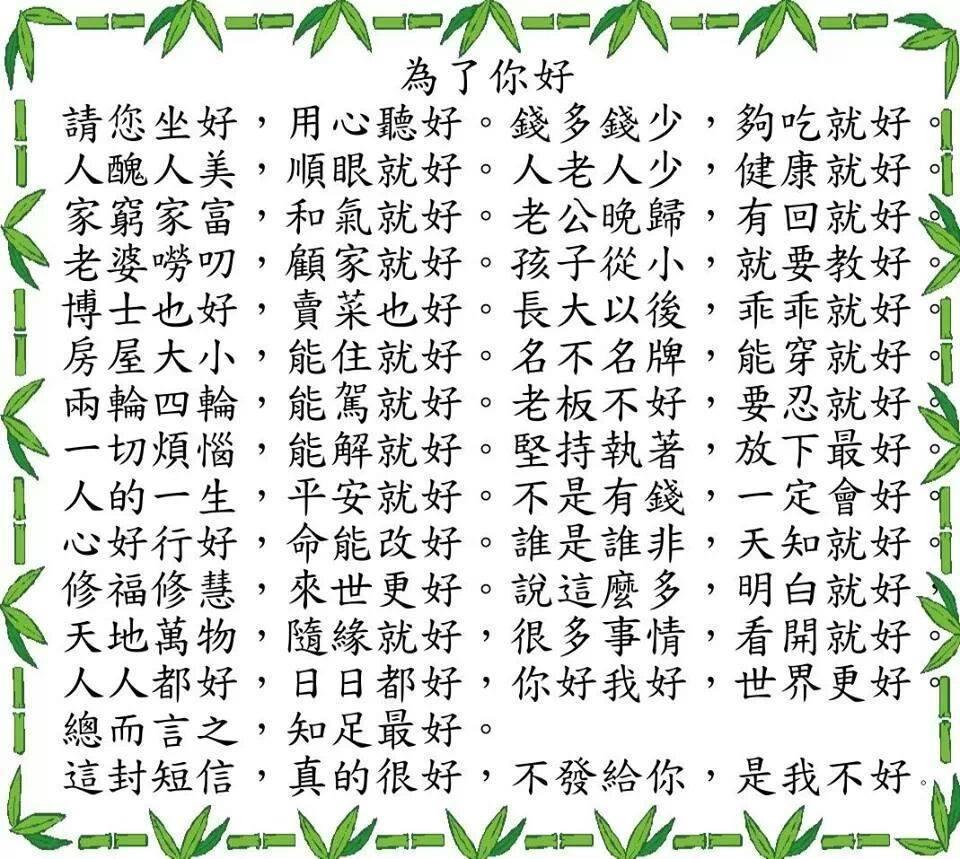 為了你好
請您坐好，用心聽好。錢多錢少，夠吃就好。
人醜人美，順眼就好。人老人少，健康就好。
家窮家富，和氣就好。老公晚歸，有回就好。
老婆嘮叨，顧家就好。孩子從小，就要教好。
博士也好，賣菜也好。長大以後，乖乖就好。
房屋大小，能住就好。名不名牌，能穿就好。
兩輪四輪，能駕就好。老板不好，要忍就好。
一切煩惱，能解就好。堅持執著，放下最好。
人的一生，平安就好。不是有錢，一定會好。
心好行好，命能改好。誰是誰非，天知就好。
修福修慧，來世更好。說這麼多，明白就好。
天地萬物，隨緣就好，很多事情，看開就好。
人人都好，日日都好，你好我好，世界更好。
總而言之，知足最好。
這封短信，真的很好，不發給你，是我不好。